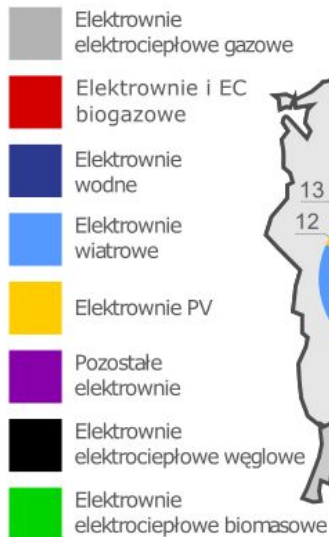 Elektrownie
elektrociepłowe gazowe
Elektrownie i EC
biogazowe
Elektrownie
wodne
Elektrownie
wiatrowe
Elektrownie PV
Pozostałe
elektrownie
Elektrownie
elektrociepłowe węglowe
Elektrownie
elektrociepłowe biomasowe
13
12